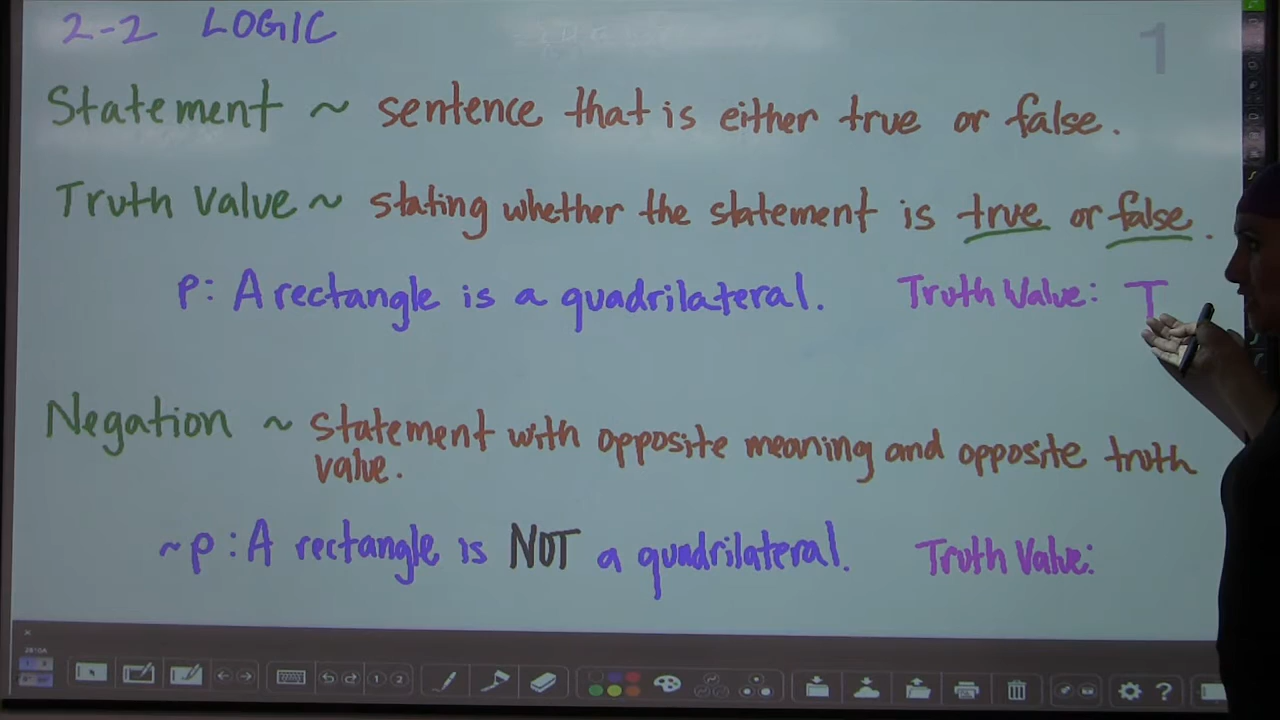 2-2 LOGIC
1
Statement ~ sentence that is either true or false.
Truth Value ~ stating whether the statement is true or false.
p: A rectangle is a quadrilateral. Truth Value: T
Negation ~ statement with opposite meaning and opposite truth
value.
~p: A rectangle is NOT a quadrilateral. Truth Value: